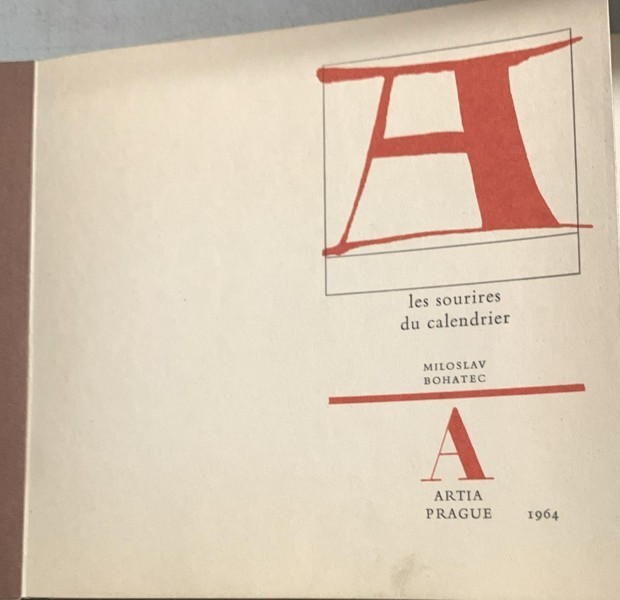 A
les sourires
du calendrier
MILOSLAV
BOHATEC
A
ARTIA
PRAGUE 1964